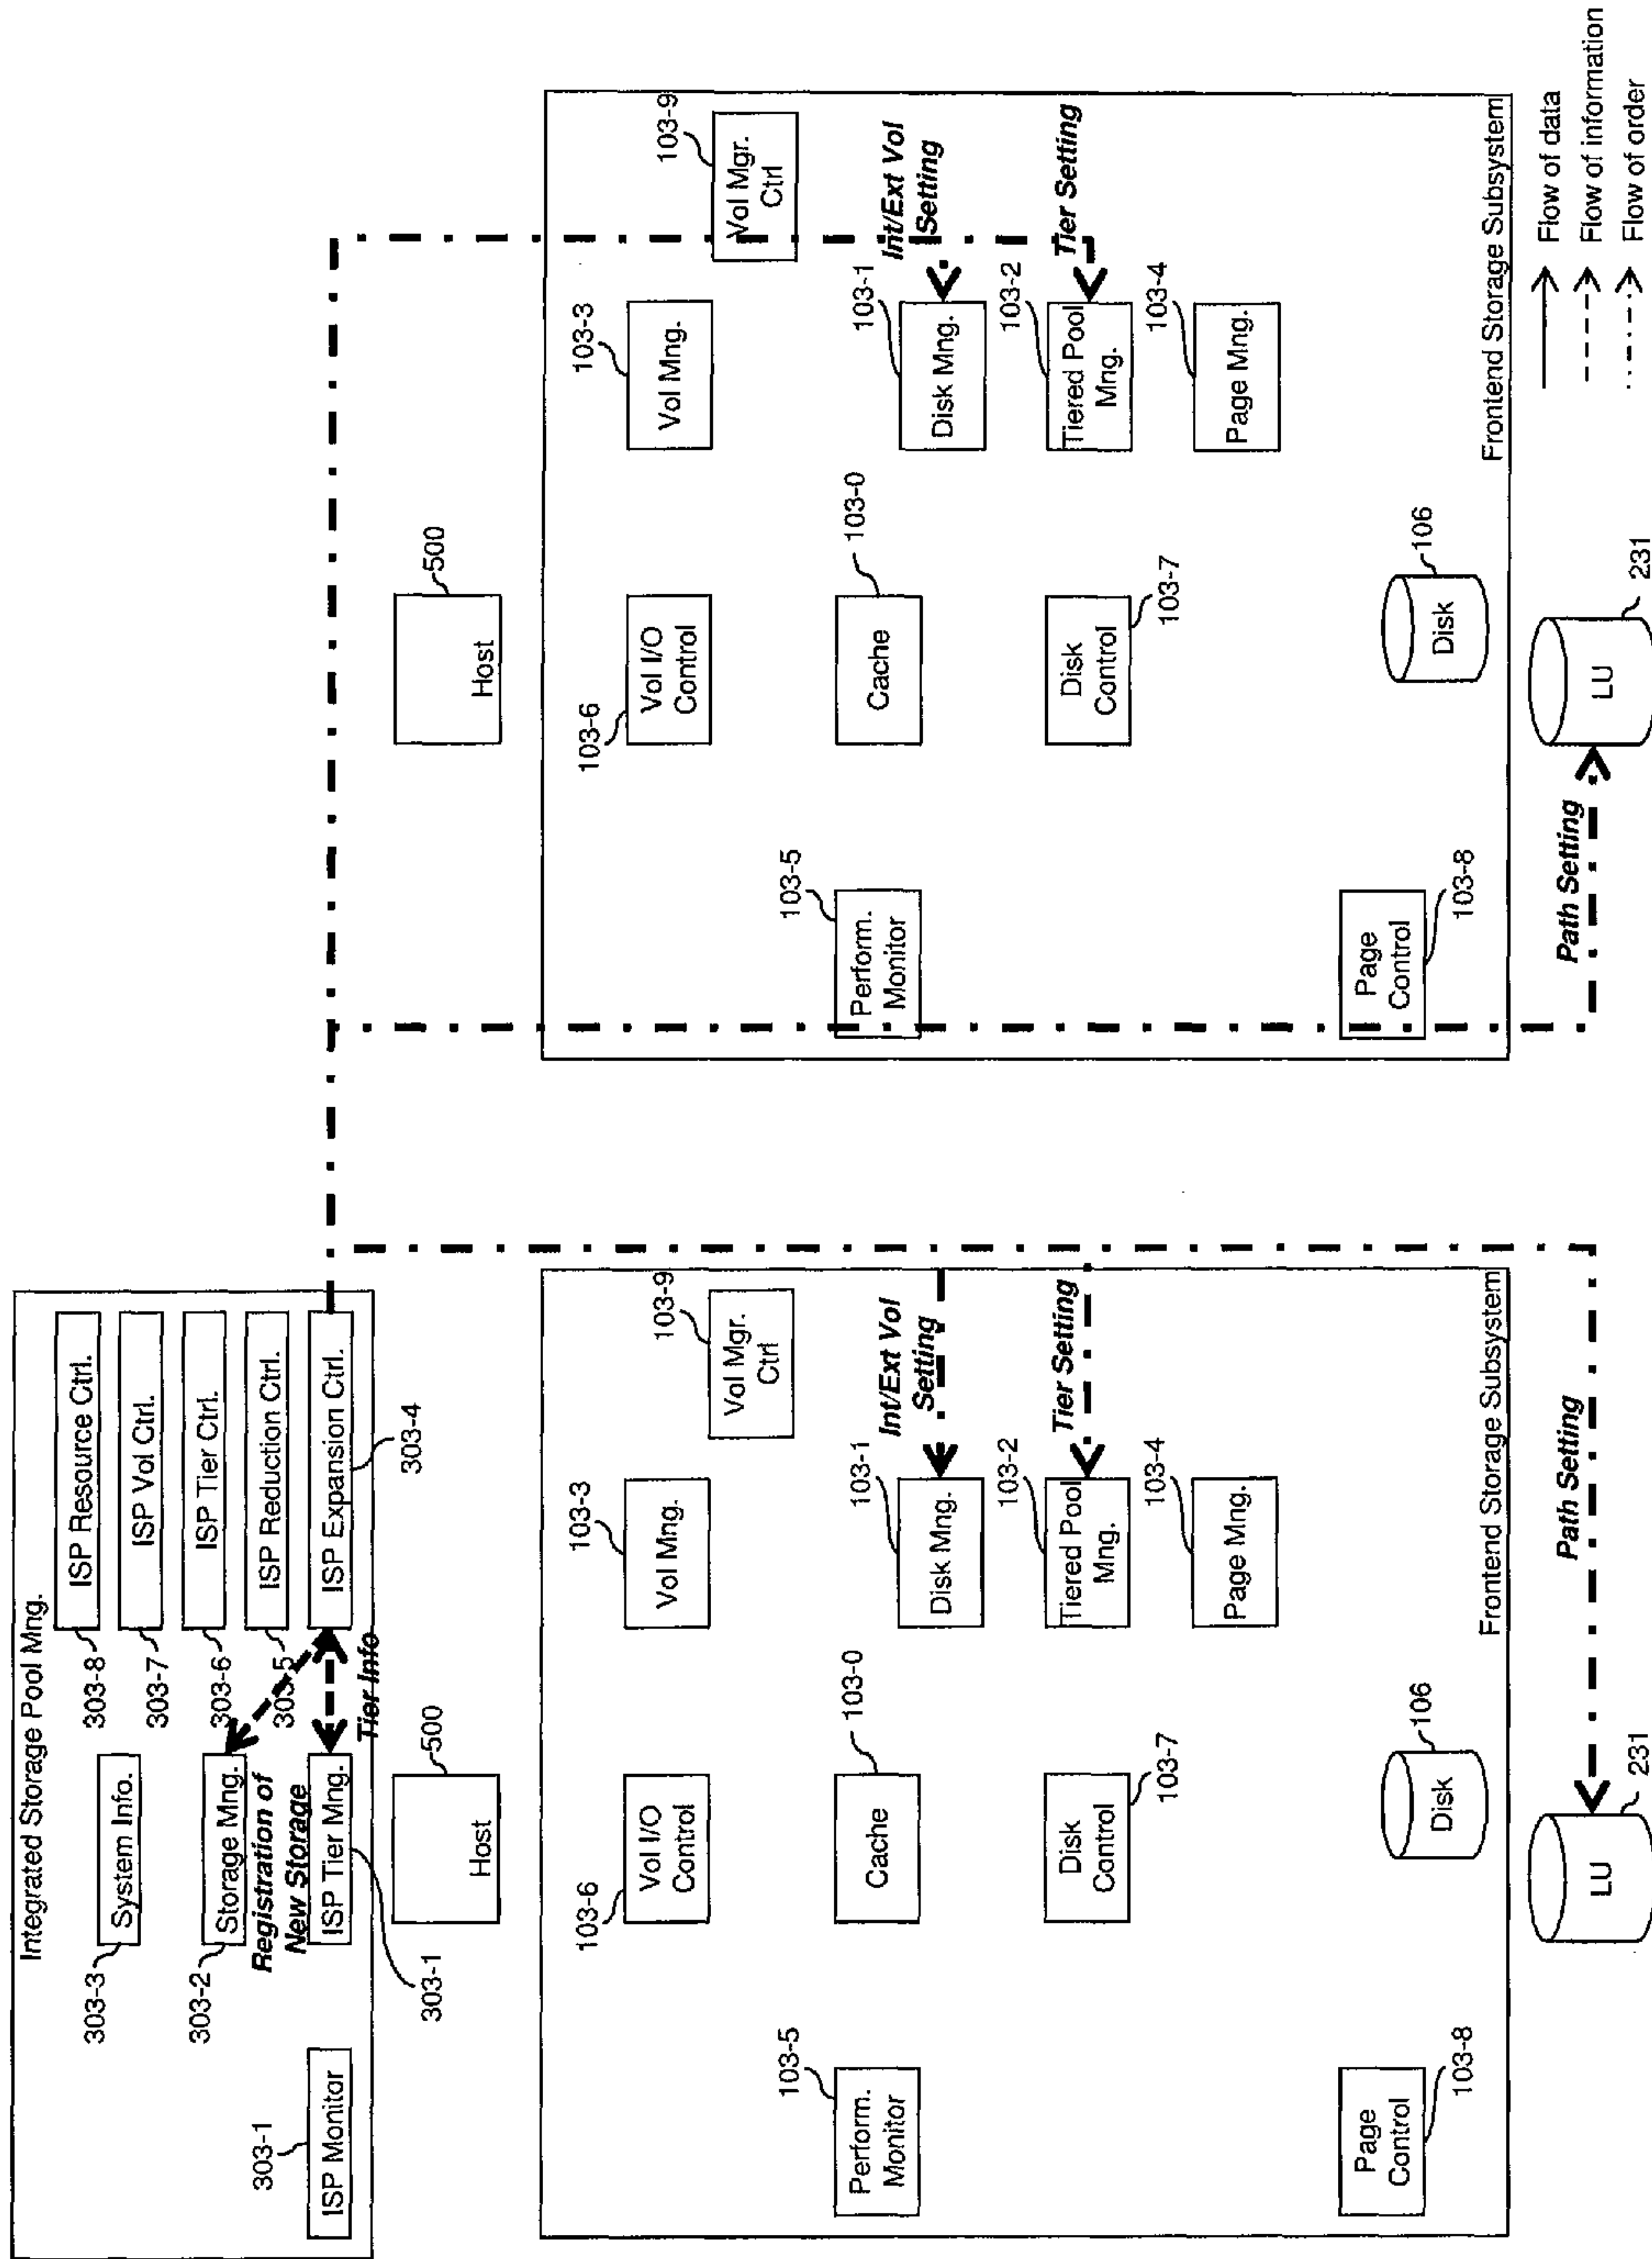 Integrated Storage Pool Mng.
303-3
System Info.
303-8
ISP Resource Ctrl.
303-7
ISP Vol Ctrl.
303-2
Storage Mng.
303-6
ISP Tier Ctrl.
Registration of
New Storage
303-5
ISP Reduction Ctrl.
303-1
ISP Monitor
ISP Tier Mng.
303-1
Tier Info
ISP Expansion Ctrl.
303-4
Host
500
103-6
Vol I/O
Control
103-3
Vol Mng.
103-9
Vol Mgr.
Ctrl
103-5
Perform.
Monitor
Cache
103-0
103-1
Disk Mng.
Int/Ext Vol
Setting
Disk
Control
103-7
103-2
Tiered Pool
Mng.
Tier Setting
103-4
Page Mng.
Page
Control
103-8
Disk
106
Frontend Storage Subsystem
LU
231
Path Setting
Host
500
103-6
Vol I/O
Control
103-3
Vol Mng.
103-9
Vol Mgr.
Ctrl
103-5
Perform.
Monitor
Cache
103-0
103-1
Disk Mng.
Int/Ext Vol
Setting
Disk
Control
103-7
103-2
Tiered Pool
Mng.
Tier Setting
103-4
Page Mng.
Page
Control
103-8
Disk
106
Frontend Storage Subsystem
Path Setting
LU
231
Flow of data
Flow of information
Flow of order